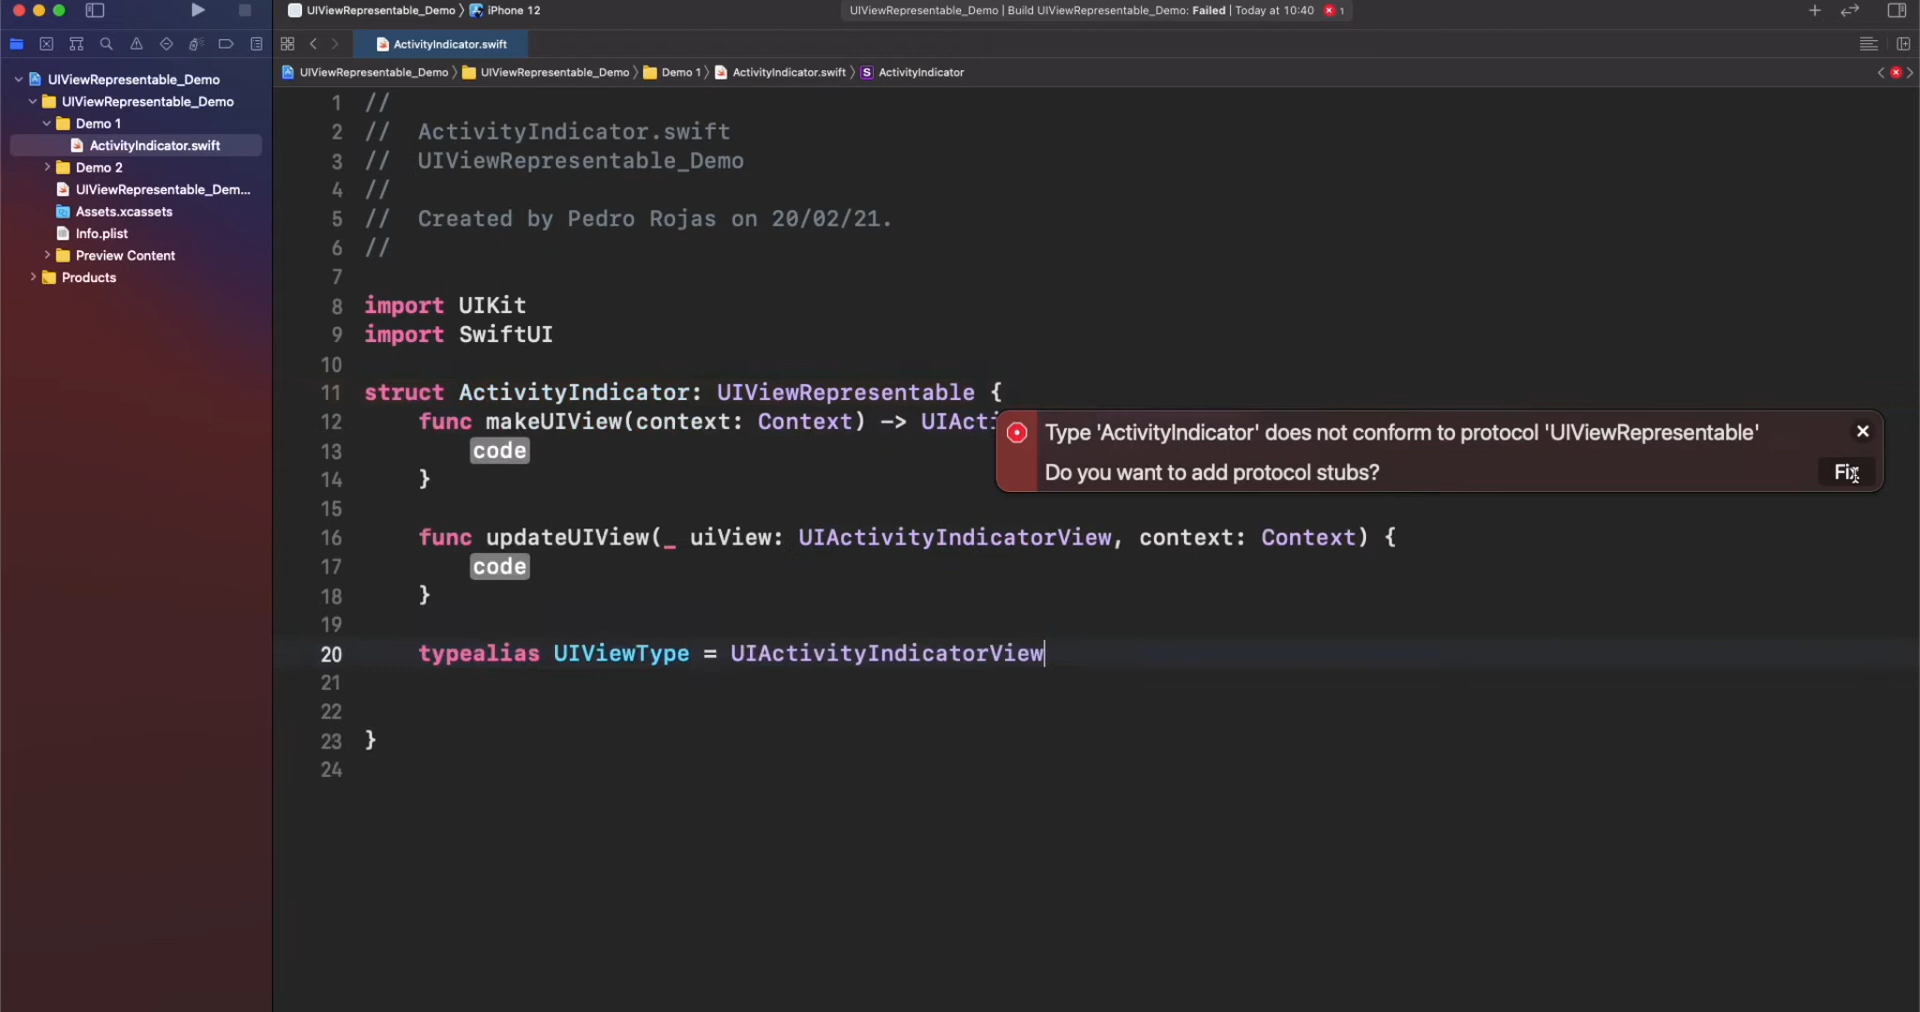 UIViewRepresentable_Demo 〉 iPhone 12
UIViewRepresentable_Demo | Build UIViewRepresentable_Demo: Failed | Today at 10:40 1
ActivityIndicator.swift
UIViewRepresentable_Demo 〉 UIViewRepresentable_Demo 〉 Demo 1 〉 ActivityIndicator.swift 〉 S ActivityIndicator
UIViewRepresentable_Demo
UIViewRepresentable_Demo
Demo 1
ActivityIndicator.swift
Demo 2
UIViewRepresentable_Dem...
Assets.xcassets
Info.plist
Preview Content
Products
1 //
2 //  ActivityIndicator.swift
3 //  UIViewRepresentable_Demo
4 //
5 //  Created by Pedro Rojas on 20/02/21.
6 //
7
8 import UIKit
9 import SwiftUI
10
11 struct ActivityIndicator: UIViewRepresentable {
12     func makeUIView(context: Context) -> UIActi
13         code
14     }
15
16     func updateUIView(_ uiView: UIActivityIndicatorView, context: Context) {
17         code
18     }
19
20     typealias UIViewType = UIActivityIndicatorView
21
22
23 }
24
Type 'ActivityIndicator' does not conform to protocol 'UIViewRepresentable'
Do you want to add protocol stubs?
Fix